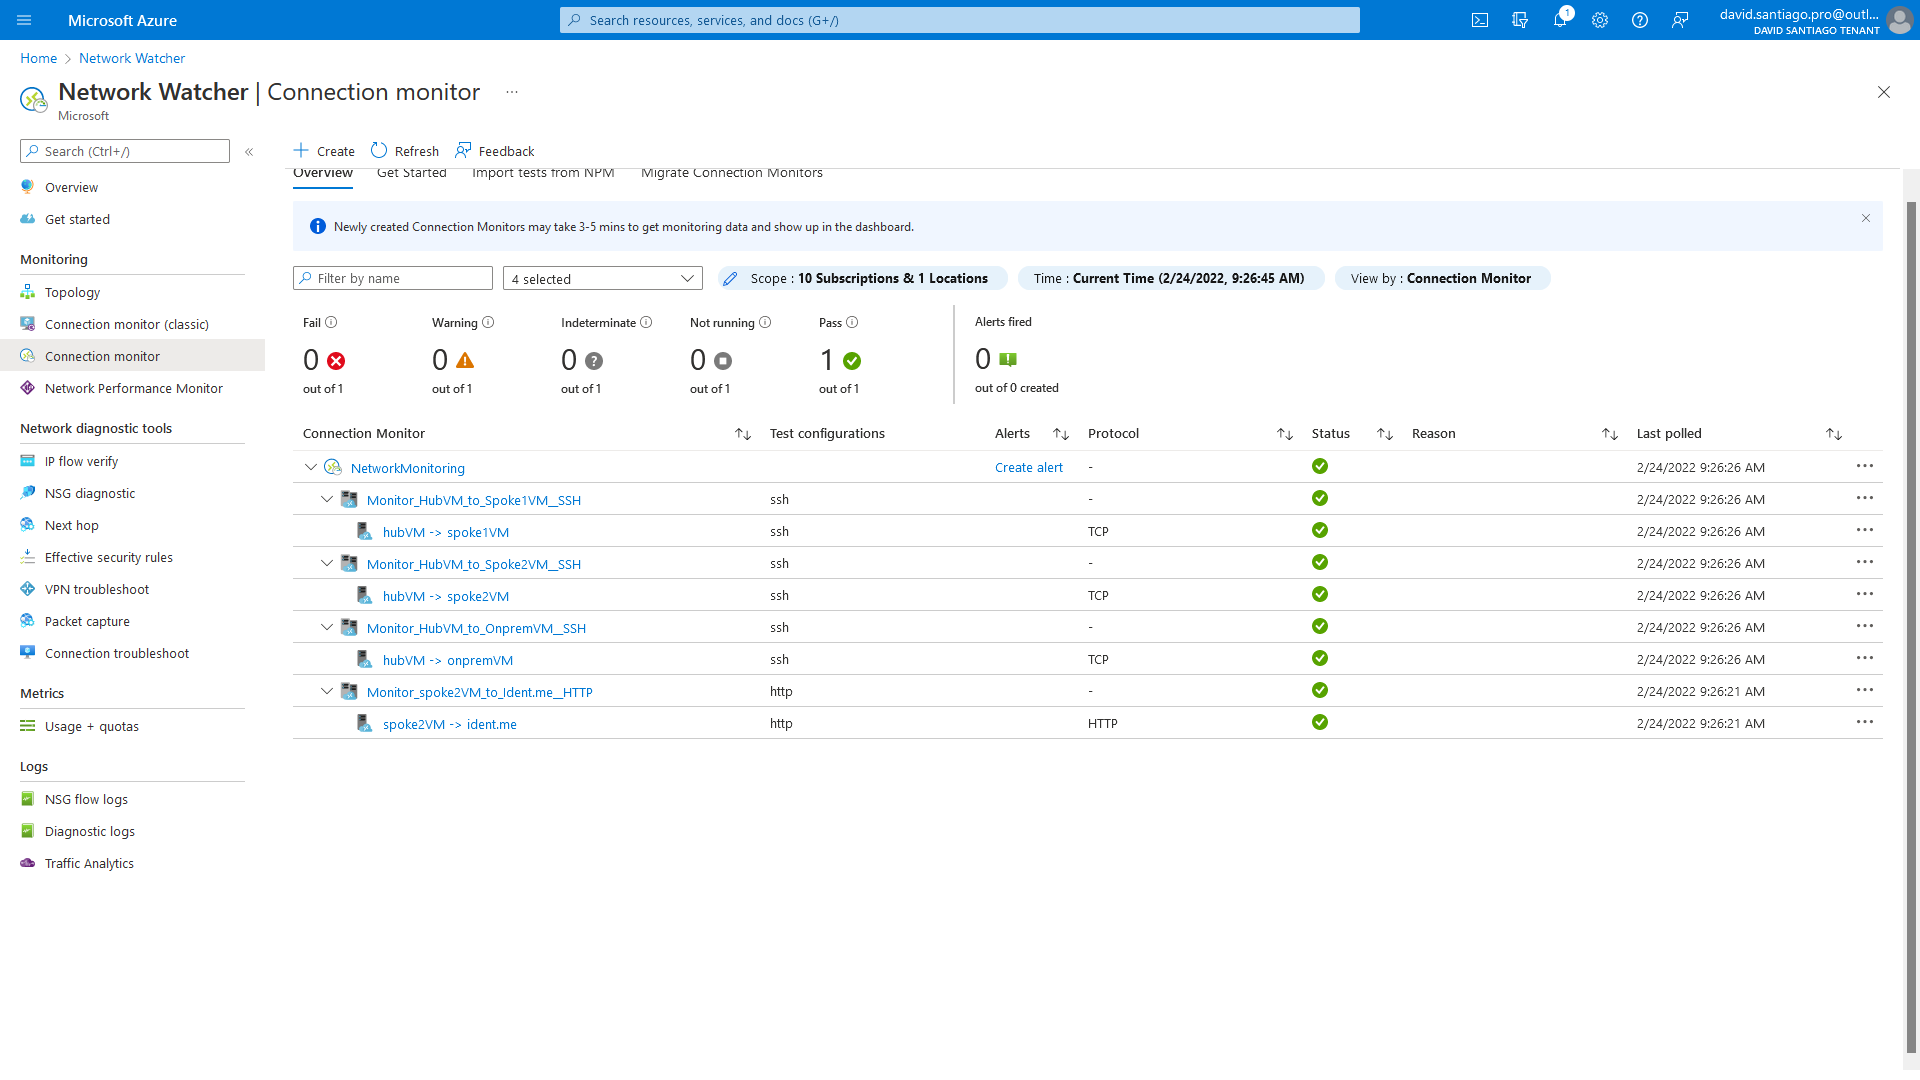 Microsoft Azure
Search resources, services, and docs (G+/)
1
david.santiago.pro@outl...
DAVID SANTIAGO TENANT
Home > Network Watcher
Network Watcher | Connection monitor ...
Microsoft
Search (Ctrl+/) «
Create Refresh Feedback
Overview Get Started Import tests from NPM Migrate Connection Monitors
Newly created Connection Monitors may take 3-5 mins to get monitoring data and show up in the dashboard.
Filter by name 4 selected Scope : 10 Subscriptions & 1 Locations Time : Current Time (2/24/2022, 9:26:45 AM) View by : Connection Monitor
Overview
Get started
Monitoring
Topology
Connection monitor (classic)
Connection monitor
Network Performance Monitor
Network diagnostic tools
IP flow verify
NSG diagnostic
Next hop
Effective security rules
VPN troubleshoot
Packet capture
Connection troubleshoot
Metrics
Usage + quotas
Logs
NSG flow logs
Diagnostic logs
Traffic Analytics
Fail Warning Indeterminate Not running Pass Alerts fired
0 0 0 0 1 0
out of 1 out of 1 out of 1 out of 1 out of 1 out of 0 created
Connection Monitor Test configurations Alerts Protocol Status Reason Last polled
NetworkMonitoring Create alert - 2/24/2022 9:26:26 AM ...
Monitor_HubVM_to_Spoke1VM__SSH ssh - 2/24/2022 9:26:26 AM ...
hubVM -> spoke1VM ssh TCP 2/24/2022 9:26:26 AM ...
Monitor_HubVM_to_Spoke2VM__SSH ssh - 2/24/2022 9:26:26 AM ...
hubVM -> spoke2VM ssh TCP 2/24/2022 9:26:26 AM ...
Monitor_HubVM_to_OnpremVM__SSH ssh - 2/24/2022 9:26:26 AM ...
hubVM -> onpremVM ssh TCP 2/24/2022 9:26:26 AM ...
Monitor_spoke2VM_to_Ident.me__HTTP http - 2/24/2022 9:26:21 AM ...
spoke2VM -> ident.me http HTTP 2/24/2022 9:26:21 AM ...